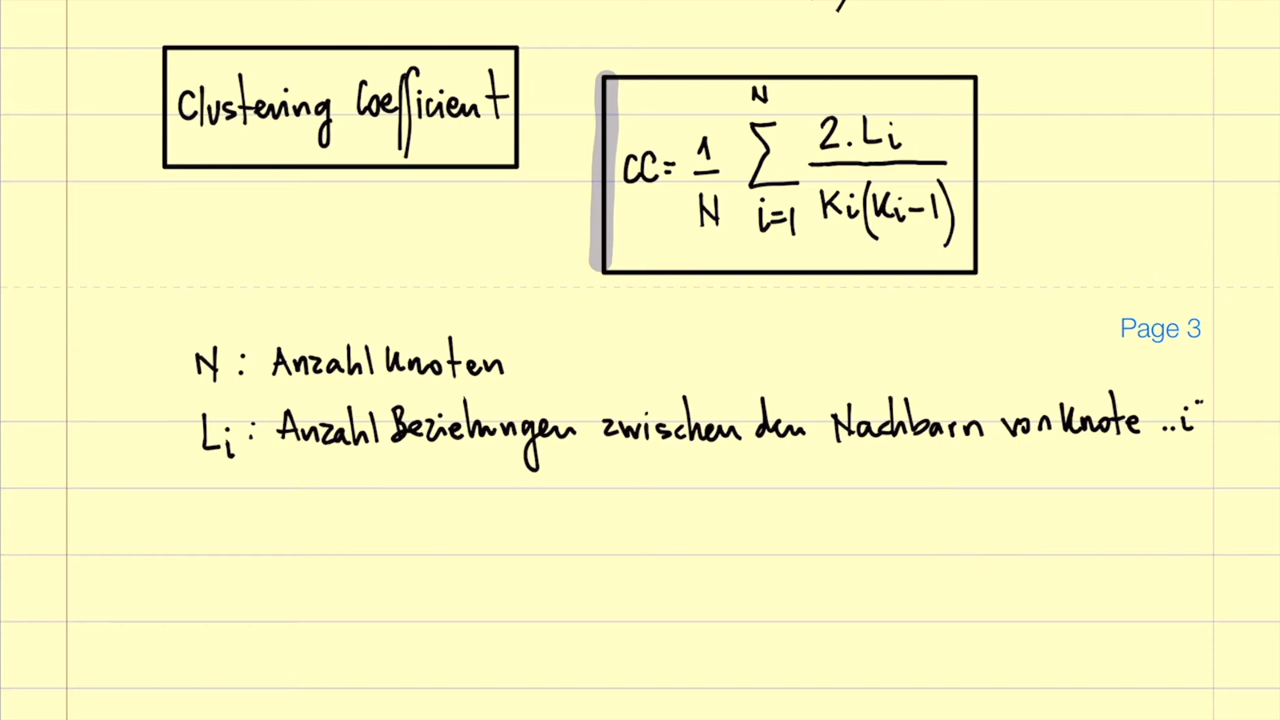 Clustering Coefficient
CC = 1/N N∑i=1 2.Li/Ki(Ki-1)
Page 3
N : Anzahl Knoten
Li : Anzahl Beziehungen zwischen den Nachbarn von Knote "i"